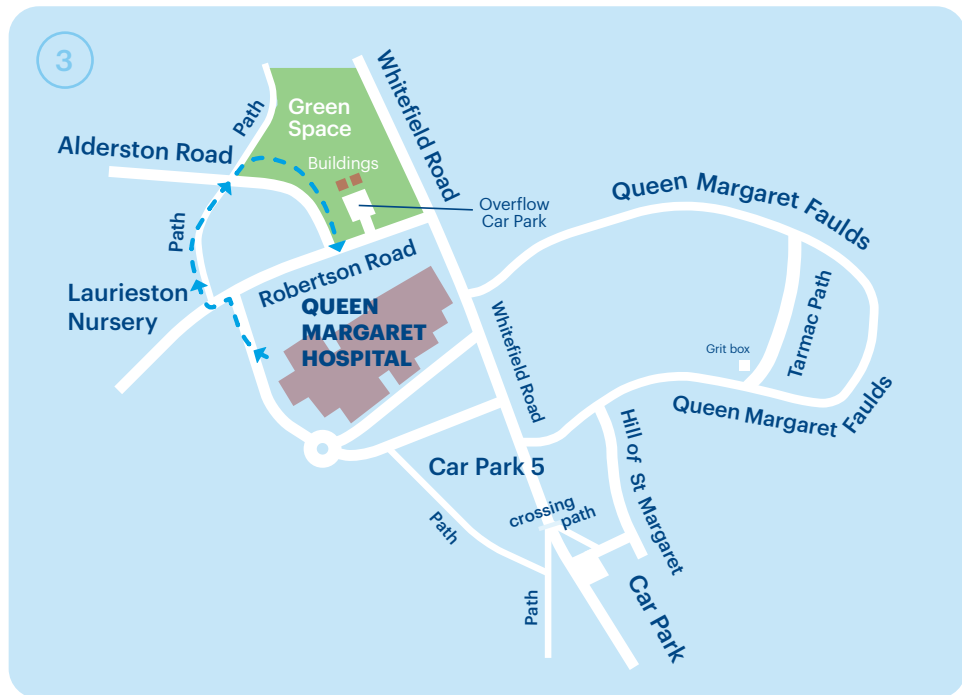 3
Green
Space
Path
Whitefield Road
Alderston Road
Buildings
Overflow
Car Park
Queen Margaret Faulds
Path
Robertson Road
Laurieston
Nursery
QUEEN
MARGARET
HOSPITAL
Whitefield Road
Tarmac Path
Grit box
Queen Margaret Faulds
Hill of St Margaret
Car Park 5
crossing
path
Path
Path
Car Park